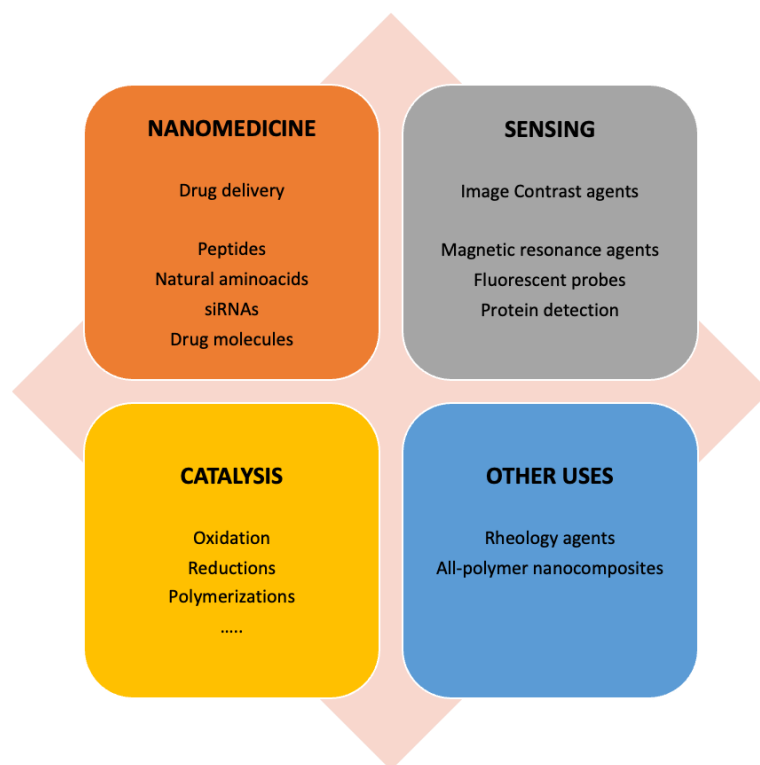 NANOMEDICINE
Drug delivery
Peptides
Natural aminoacids
siRNAs
Drug molecules
SENSING
Image Contrast agents
Magnetic resonance agents
Fluorescent probes
Protein detection
CATALYSIS
Oxidation
Reductions
Polymerizations
.....
OTHER USES
Rheology agents
All-polymer nanocomposites